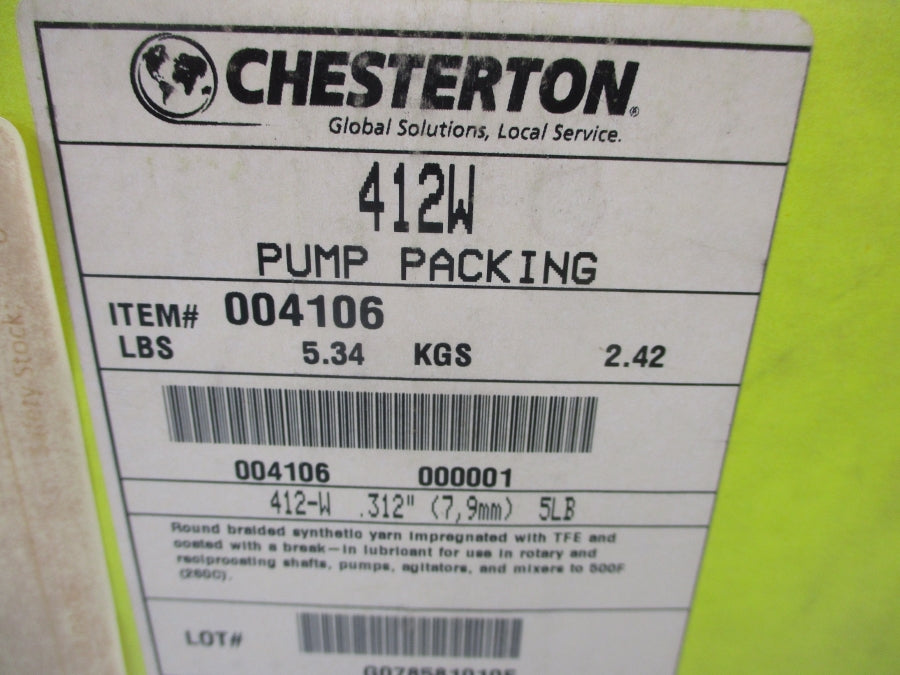 CHESTERTON®
Global Solutions, Local Service.
412W
PUMP PACKING
ITEM# 004106
LBS 5.34 KGS 2.42
004106 000001
412-W .312" (7,9mm) 5LB
Round braided synthetic yarn impregnated with TFE and
coated with a break-in lubricant for use in rotary and
reciprocating shafts, pumps, agitators, and mixers to 500F
(260C).
LOT#
Stock